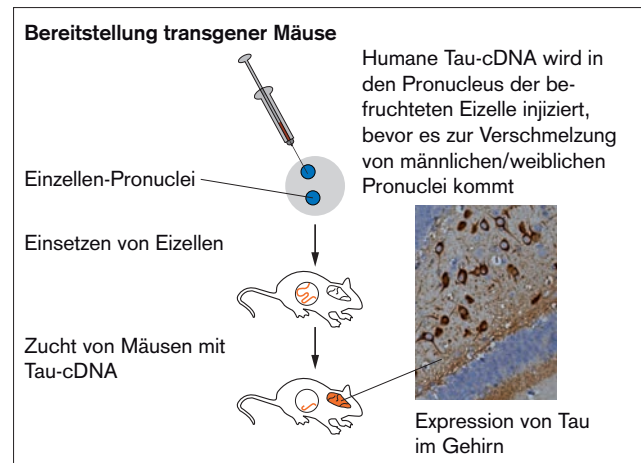 Bereitstellung transgener Mäuse
Humane Tau-cDNA wird in
den Pronucleus der be-
fruchteten Eizelle injiziert,
bevor es zur Verschmelzung
von männlichen/weiblichen
Pronuclei kommt
Einzellen-Pronuclei
Einsetzen von Eizellen
Zucht von Mäusen mit
Tau-cDNA
Expression von Tau
im Gehirn